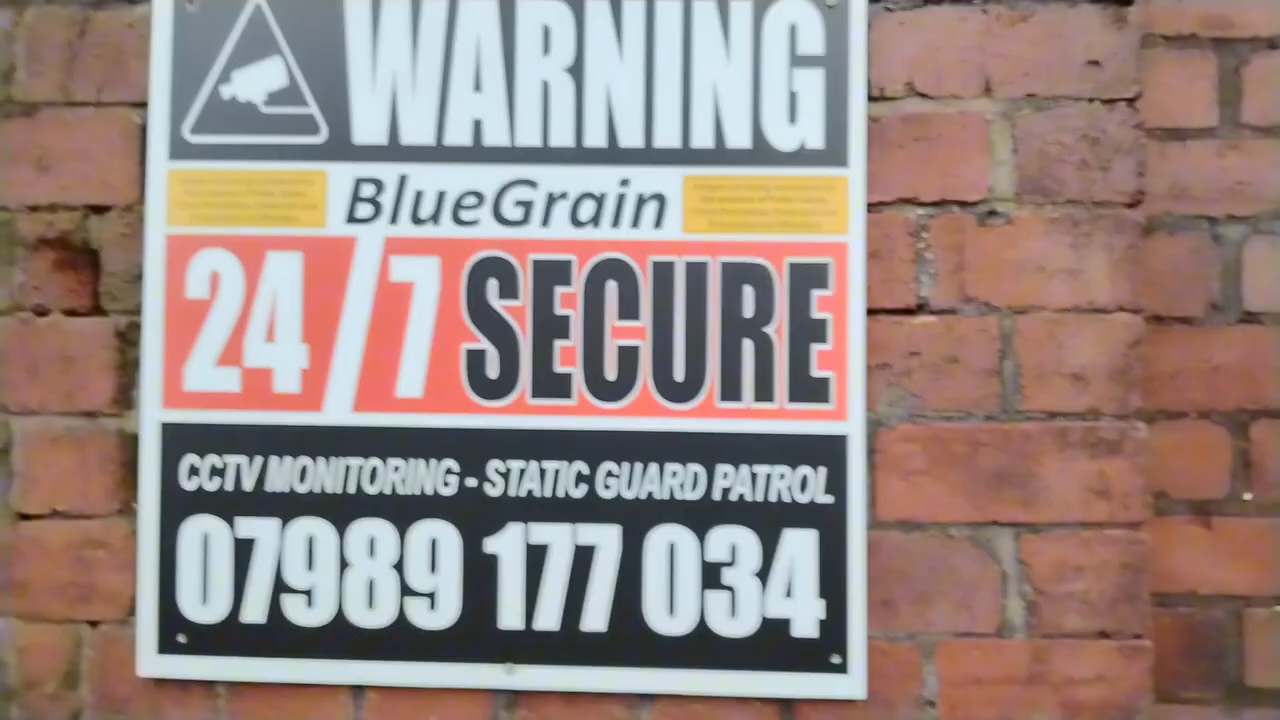 WARNING
BlueGrain
24/7 SECURE
CCTV MONITORING - STATIC GUARD PATROL
07989 177 034